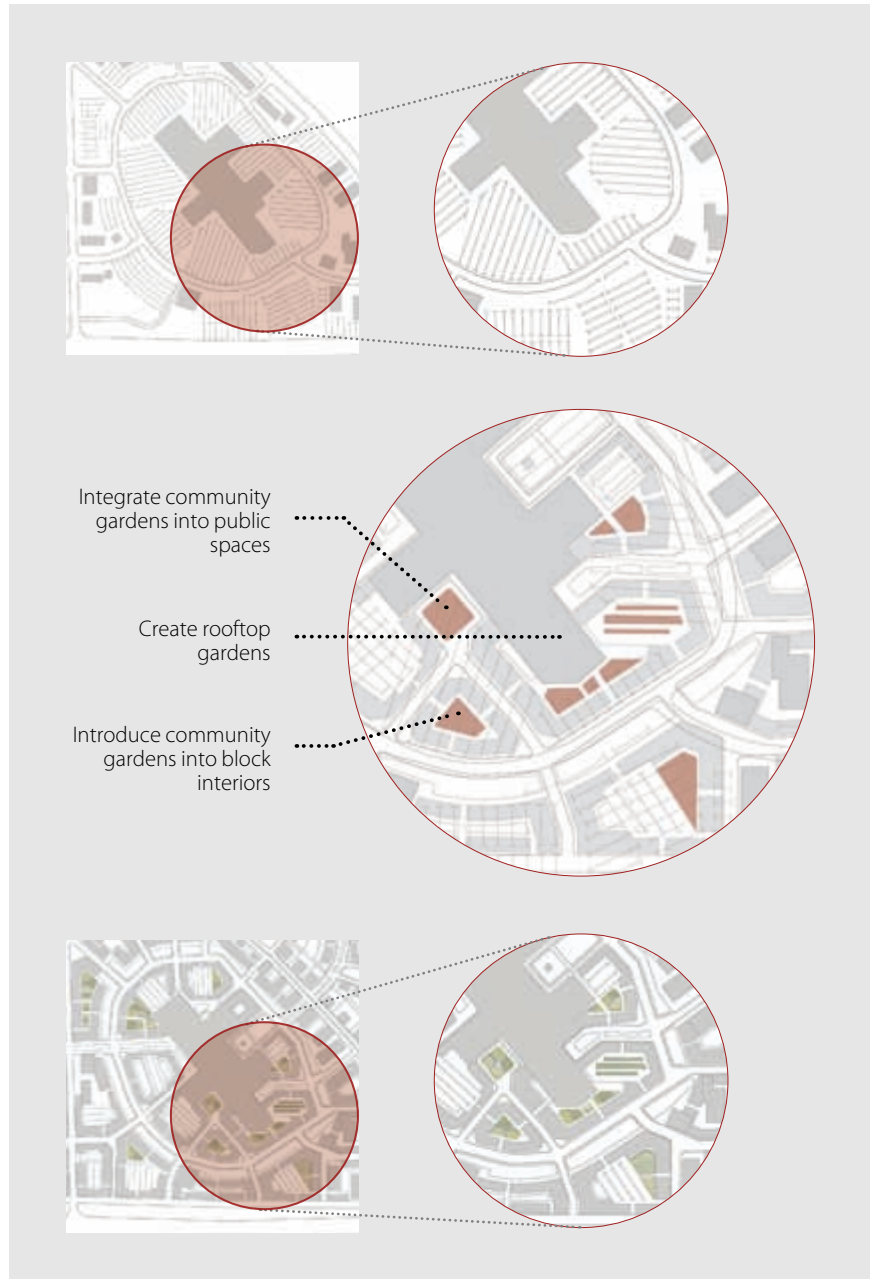 Integrate community
gardens into public
spaces
Create rooftop
gardens
Introduce community
gardens into block
interiors